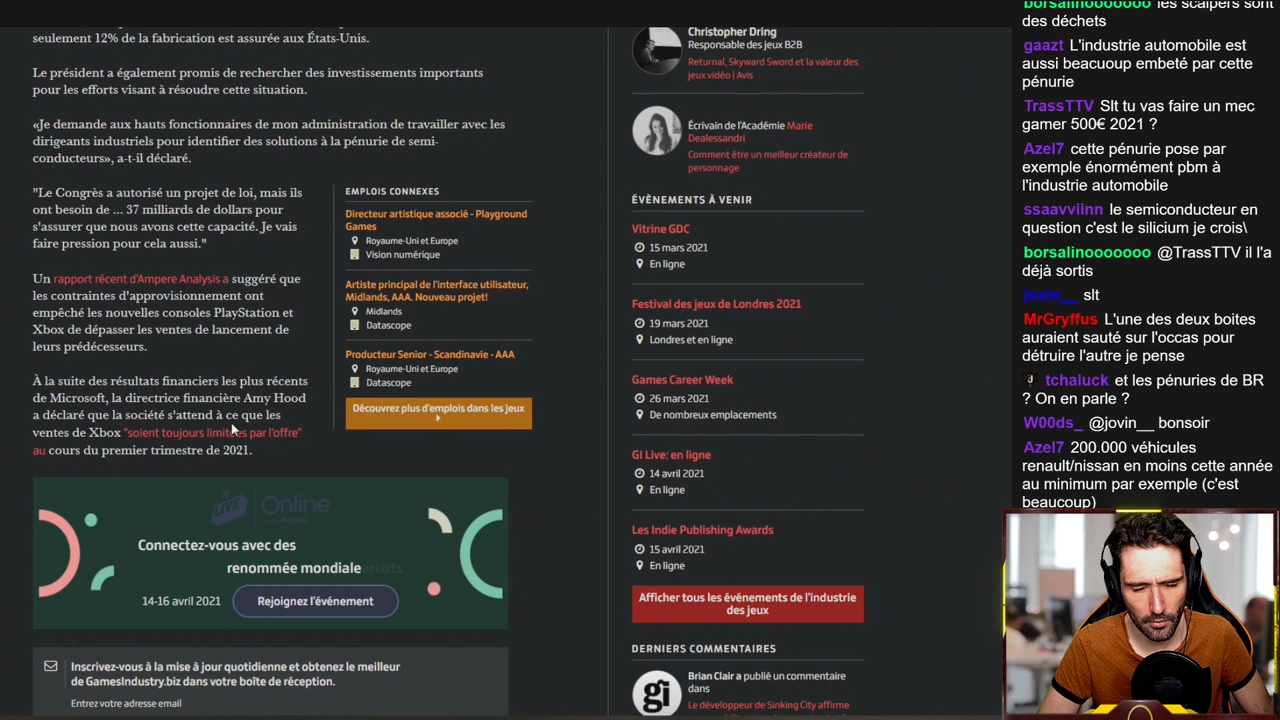 seulement 12% de la fabrication est assurée aux États-Unis.
Le président a également promis de rechercher des investissements importants
pour les efforts visant à résoudre cette situation.
«Je demande aux hauts fonctionnaires de mon administration de travailler avec les
dirigeants industriels pour identifier des solutions à la pénurie de semi-
conducteurs», a-t-il déclaré.
"Le Congrès a autorisé un projet de loi, mais ils
ont besoin de ... 37 milliards de dollars pour
s'assurer que nous avons cette capacité. Je vais
faire pression pour cela aussi."
Un rapport récent d'Ampere Analysis a suggéré que
les contraintes d'approvisionnement ont
empêché les nouvelles consoles PlayStation et
Xbox de dépasser les ventes de lancement de
leurs prédécesseurs.
À la suite des résultats financiers les plus récents
de Microsoft, la directrice financière Amy Hood
a déclaré que la société s'attend à ce que les
ventes de Xbox "soient toujours limitées par l'offre"
au cours du premier trimestre de 2021.
EMPLOIS CONNEXES
Directeur artistique associé - Playground
Games
Royaume-Uni et Europe
Vision numérique
Artiste principal de l'interface utilisateur,
Midlands, AAA. Nouveau projet!
Midlands
Datascope
Producteur Senior - Scandinavie - AAA
Royaume-Uni et Europe
Datascope
Découvrez plus d'emplois dans les jeux
LIVE Online
Connectez-vous avec des
renommée mondiale artists
14-16 avril 2021
Rejoignez l'événement
Inscrivez-vous à la mise à jour quotidienne et obtenez le meilleur
de GamesIndustry.biz dans votre boîte de réception.
Entrez votre adresse email
Christopher Dring
Responsable des jeux B2B
Returnal, Skyward Sword et la valeur des
jeux vidéo | Avis
Écrivain de l'Académie Marie
Dealessandri
Comment être un meilleur créateur de
personnage
ÉVÈNEMENTS À VENIR
Vitrine GDC
15 mars 2021
En ligne
Festival des jeux de Londres 2021
19 mars 2021
Londres et en ligne
Games Career Week
26 mars 2021
De nombreux emplacements
GI Live: en ligne
14 avril 2021
En ligne
Les Indie Publishing Awards
15 avril 2021
En ligne
Afficher tous les événements de l'industrie
des jeux
DERNIERS COMMENTAIRES
gi
Brian Clair a publié un commentaire
dans
Le développeur de Sinking City affirme
borsalinooooooo les scalpers sont
des déchets
gaazt L'industrie automobile est
aussi beacuoup embeté par cette
pénurie
TrassTTV Slt tu vas faire un mec
gamer 500€ 2021 ?
Azel7 cette pénurie pose par
exemple énormément pbm à
l'industrie automobile
ssaavviinn le semiconducteur en
question c'est le silicium je crois\
borsalinooooooo @TrassTTV il l'a
déjà sortis
jovin__ slt
MrGryffus L'une des deux boites
auraient sauté sur l'occas pour
détruire l'autre je pense
tchaluck et les pénuries de BR
? On en parle ?
W00ds_ @jovin__ bonsoir
Azel7 200.000 véhicules
renault/nissan en moins cette année
au minimum par exemple (c'est
beaucoup)